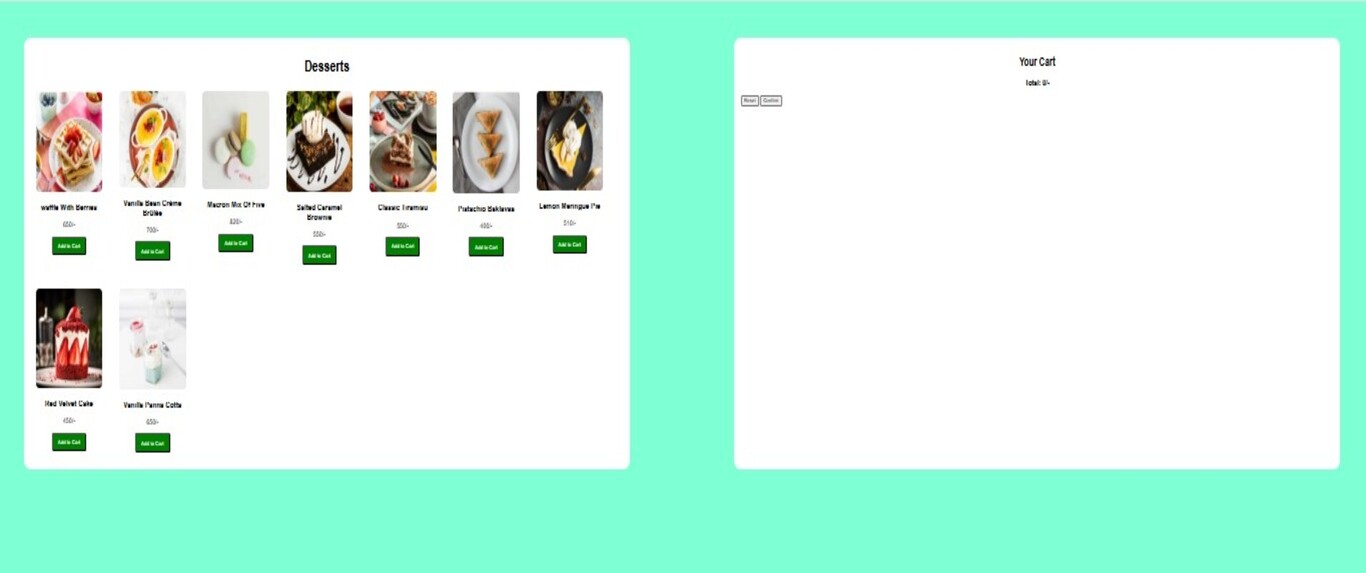 Desserts
waffle With Berries
650/-
Add to Cart
Vanilla Bean Crème
Brûlée
700/-
Add to Cart
Macron Mix Of Five
Add to Cart
Salted Caramel
Brownie
550/-
Add to Cart
Classic Tiramisu
550/-
Add to Cart
Pistachio Baklavas
Add to Cart
Lemon Meringue Pie
510/-
Add to Cart
Red Velvet Cake
450/-
Add to Cart
Vanilla Panna Cotta
650/-
Add to Cart
Your Cart
Total: 0/-
Reset
Confirm